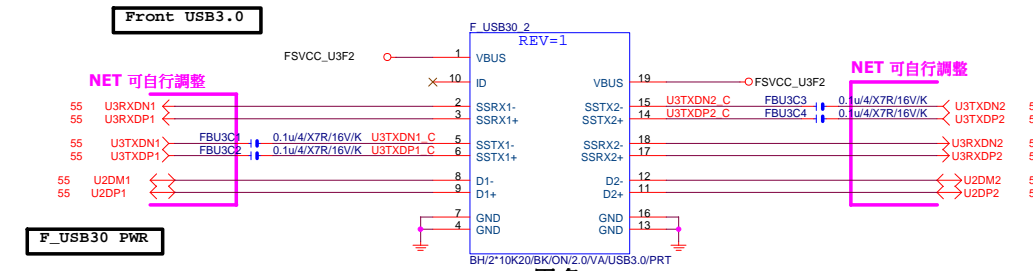 Front USB3.0
F_USB30_2
REV=1
FSVCC_U3F2 1 VBUS
NET 可自行調整
10 ID
VBUS 19 FSVCC_U3F2
NET 可自行調整
55 U3RXDN1 2 SSRX1-
55 U3RXDP1 3 SSRX1+
SSTX2- 15 U3TXDN2_C FBU3C3 0.1u/4/X7R/16V/K U3TXDN2
SSTX2+ 14 U3TXDP2_C FBU3C4 0.1u/4/X7R/16V/K U3TXDP2
55 U3TXDN1 FBU3C1 0.1u/4/X7R/16V/K U3TXDN1_C 5 SSTX1-
55 U3TXDP1 FBU3C2 0.1u/4/X7R/16V/K U3TXDP1_C 6 SSTX1+
SSRX2- 18 U3RXDN2
SSRX2+ 17 U3RXDP2
55 U2DM1 8 D1-
55 U2DP1 9 D1+
D2- 12 U2DM2
D2+ 11 U2DP2
7 GND
4 GND
GND 16
GND 13
F_USB30 PWR
BH/2*10K20/BK/ON/2.0/VA/USB3.0/PRT